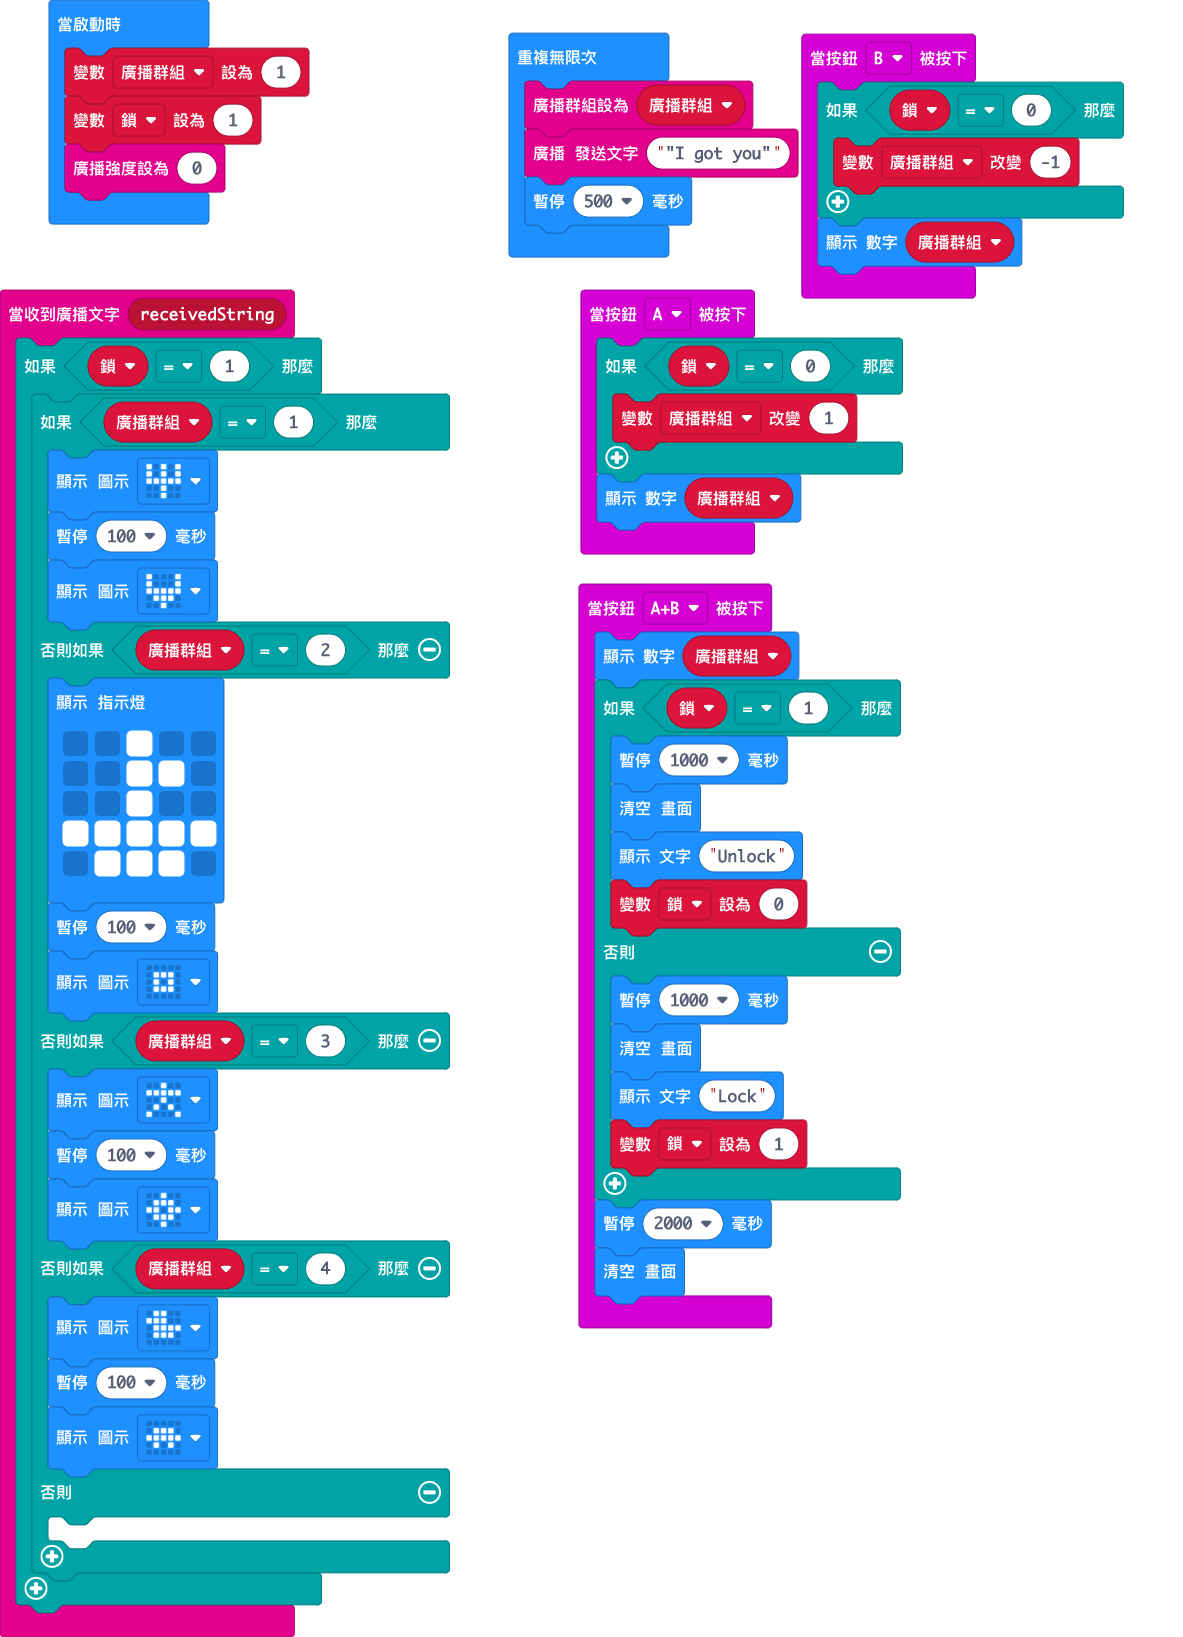 當啟動時
變數 廣播群組 設為 1
變數 鎖 設為 1
廣播強度設為 0
重複無限次
廣播群組設為 廣播群組
廣播 發送文字 ""I got you""
暫停 500 毫秒
當按鈕 B 被按下
如果 鎖 = 0 那麼
變數 廣播群組 改變 -1
顯示 數字 廣播群組
當收到廣播文字 receivedString
如果 鎖 = 1 那麼
如果 廣播群組 = 1 那麼
顯示 圖示
暫停 100 毫秒
顯示 圖示
否則如果 廣播群組 = 2 那麼
顯示 指示燈
暫停 100 毫秒
顯示 圖示
否則如果 廣播群組 = 3 那麼
顯示 圖示
暫停 100 毫秒
顯示 圖示
否則如果 廣播群組 = 4 那麼
顯示 圖示
暫停 100 毫秒
顯示 圖示
否則
當按鈕 A 被按下
如果 鎖 = 0 那麼
變數 廣播群組 改變 1
顯示 數字 廣播群組
當按鈕 A+B 被按下
顯示 數字 廣播群組
如果 鎖 = 1 那麼
暫停 1000 毫秒
清空 畫面
顯示 文字 "Unlock"
變數 鎖 設為 0
否則
暫停 1000 毫秒
清空 畫面
顯示 文字 "Lock"
變數 鎖 設為 1
暫停 2000 毫秒
清空 畫面